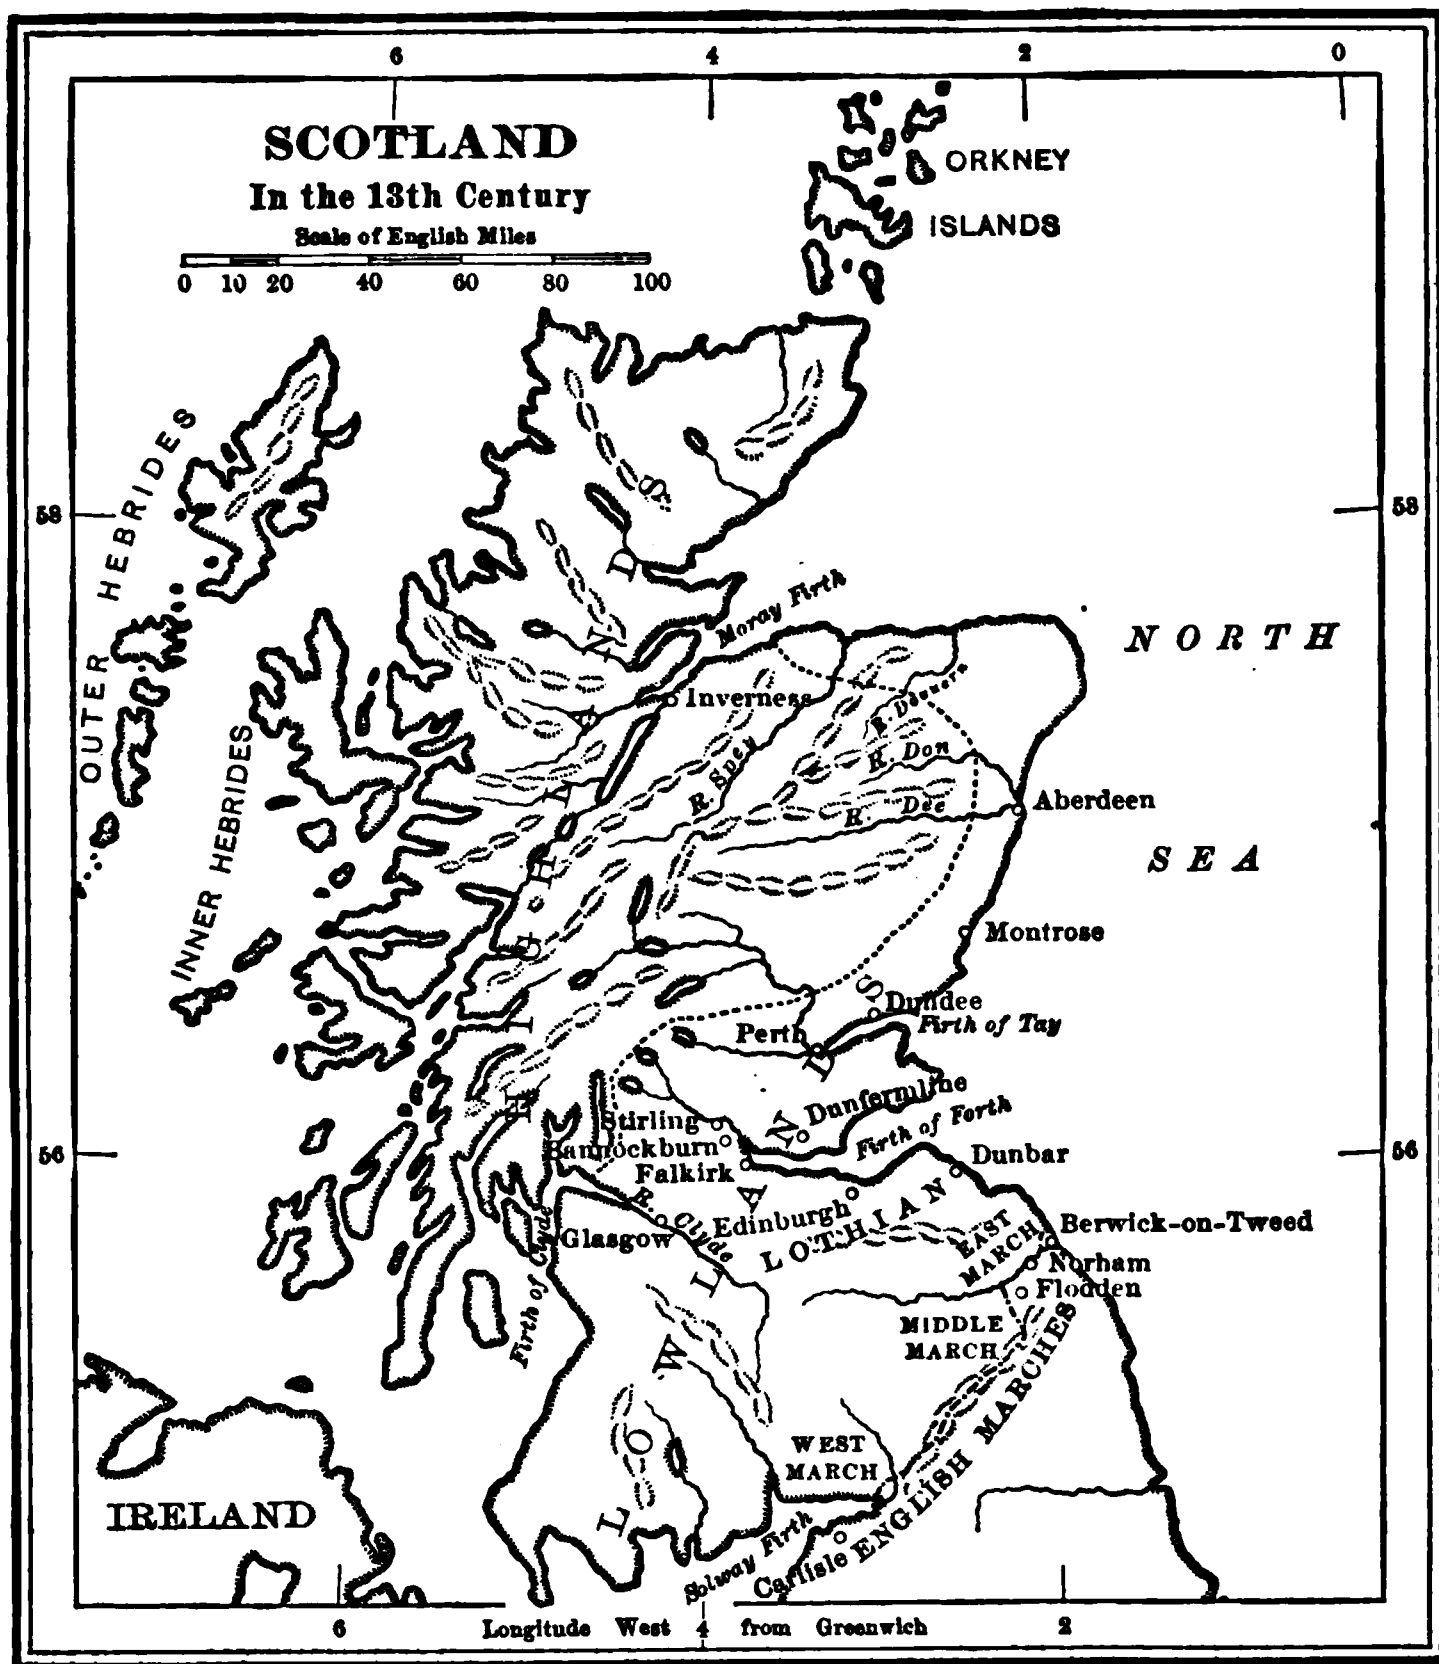 6 4 2 0
SCOTLAND
In the 13th Century
Scale of English Miles
0 10 20 40 60 80 100
ORKNEY
ISLANDS
OUTER HEBRIDES
58
58
INNER HEBRIDES
HIGHLANDS
Moray Firth
NORTH
SEA
Inverness
R. Spey
R. Don
R. Dee
Aberdeen
Montrose
Dundee
Firth of Tay
Perth
Dunfermline
Stirling
Bannockburn
Falkirk
Firth of Forth
56
56
Dunbar
R. Clyde
Edinburgh
LOTHIAN
Glasgow
Firth of Clyde
LOWLANDS
EAST
MARCH
Berwick-on-Tweed
Norham
Flodden
MIDDLE
MARCH
WEST
MARCH
ENGLISH MARCHES
IRELAND
Solway Firth
Carlisle
6 4 2
Longitude West from Greenwich